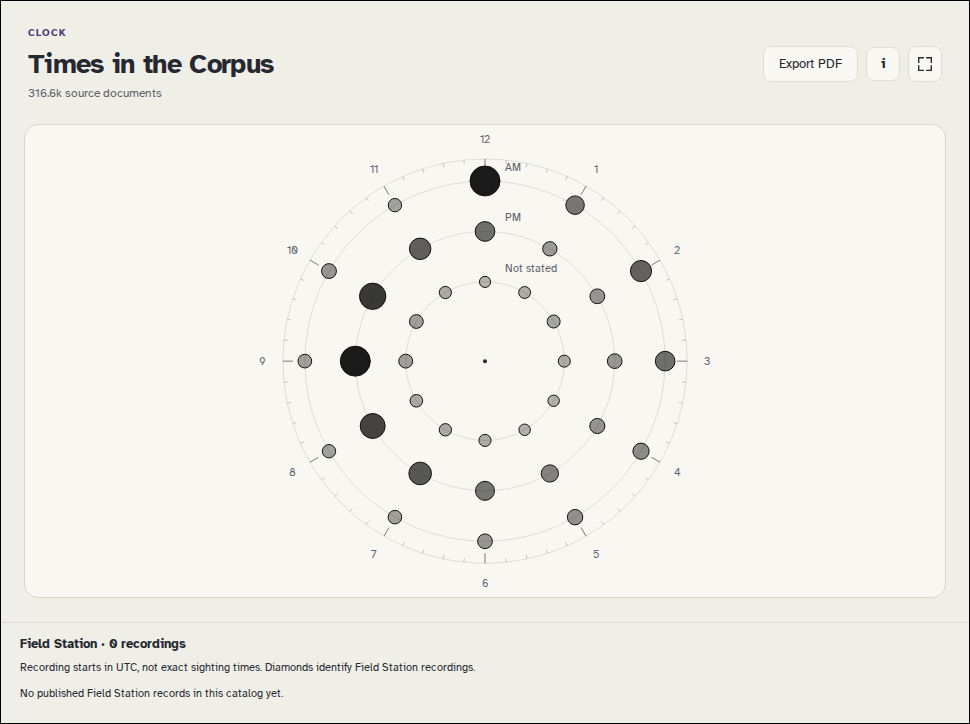 CLOCK
Times in the Corpus
316.6k source documents
Export PDF
i
12
AM
11
1
PM
10
2
Not stated
9
3
8
4
7
5
6
Field Station · 0 recordings
Recording starts in UTC, not exact sighting times. Diamonds identify Field Station recordings.
No published Field Station records in this catalog yet.